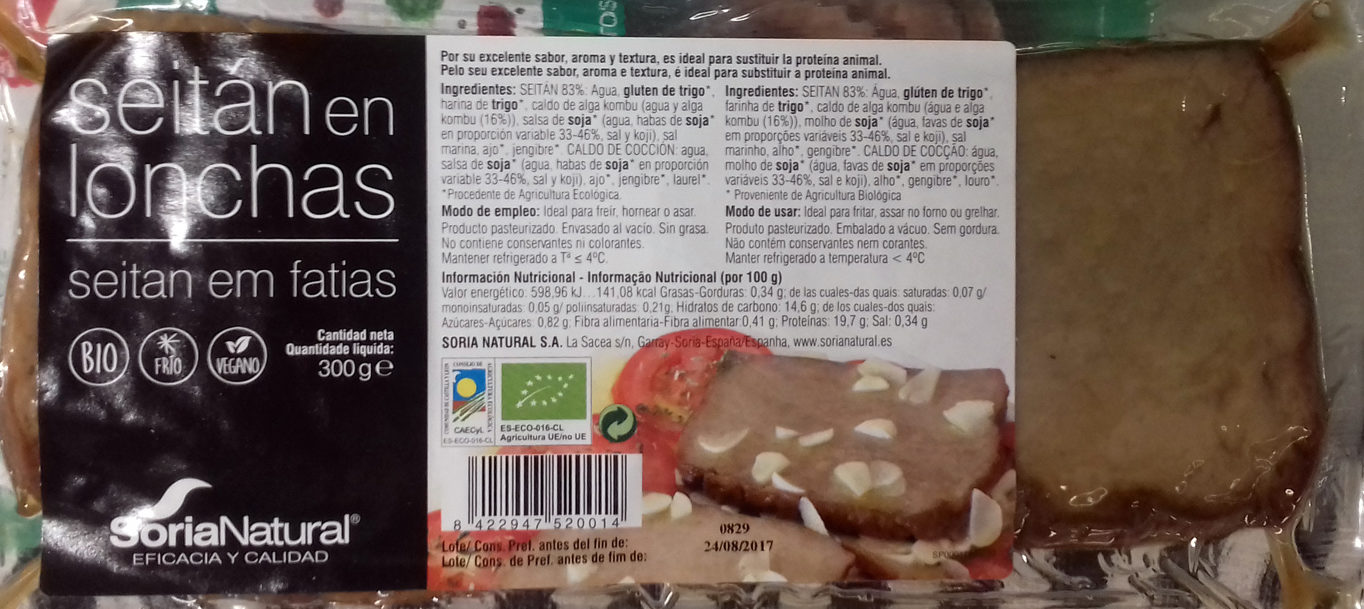 seitán en
lonchas
seitan em fatias
BIO
FRÍO
VEGANO
Cantidad neta
Quantidade líquida:
300 g e
SoriaNatural®
EFICACIA Y CALIDAD
Por su excelente sabor, aroma y textura, es ideal para sustituir la proteína animal.
Pelo seu excelente sabor, aroma e textura, é ideal para substituir a proteína animal.
Ingredientes: SEITÁN 83%: Agua, gluten de trigo*,
harina de trigo*, caldo de alga kombu (agua y alga
kombu (16%)), salsa de soja* (agua, habas de soja*
en proporción variable 33-46%, sal y koji), sal
marina, ajo*, jengibre*. CALDO DE COCCIÓN: agua,
salsa de soja* (agua, habas de soja* en proporción
variable 33-46%, sal y koji), ajo*, jengibre*, laurel*.
*Procedente de Agricultura Ecológica.
Modo de empleo: Ideal para freír, hornear o asar.
Producto pasteurizado. Envasado al vacío. Sin grasa.
No contiene conservantes ni colorantes.
Mantener refrigerado a Tª ≤ 4ºC.
Ingredientes: SEITAN 83%: Água, glúten de trigo*,
farinha de trigo*, caldo de alga kombu (água e alga
kombu (16%)), molho de soja* (água, favas de soja*
em proporções variáveis 33-46%, sal e koji), sal
marinho, alho*, gengibre*. CALDO DE COCÇÃO: água,
molho de soja* (água, favas de soja* em proporções
variáveis 33-46%, sal e koji), alho*, gengibre*, louro*.
* Proveniente de Agricultura Biológica
Modo de usar: Ideal para fritar, assar no forno ou grelhar.
Produto pasteurizado. Embalado a vácuo. Sem gordura.
Não contém conservantes nem corantes.
Manter refrigerado a temperatura < 4ºC
Información Nutricional - Informação Nutricional (por 100 g)
Valor energético: 598,96 kJ... 141,08 kcal Grasas-Gorduras: 0,34 g; de las cuales-das quais: saturadas: 0,07 g/
monoinsaturadas: 0,05 g/ poliinsaturadas: 0,21g. Hidratos de carbono: 14,6 g; de los cuales-dos quais:
Azúcares-Açúcares: 0,82 g; Fibra alimentaria-Fibra alimentar:0,41 g; Proteínas: 19,7 g; Sal: 0,34 g
SORIA NATURAL S.A. La Sacea s/n, Garray-Soria-España/Espanha, www.sorianatural.es
CONSEJO DE
AGRICULTURA ECOLÓGICA
CAECyL
ES-ECO-016-CL
ES-ECO-016-CL
Agricultura UE/no UE
8 422947 520014
Lote/ Cons. Pref. antes del fin de:
Lote/ Cons. de Pref. antes de fim de:
0829
24/08/2017